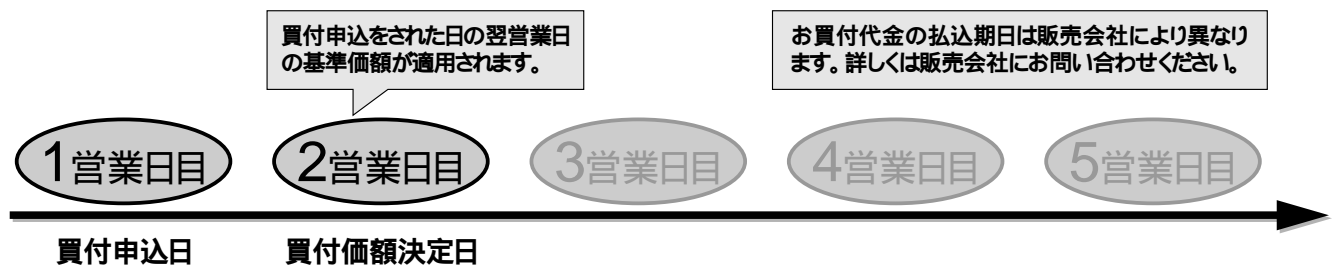 買付申込をされた日の翌営業日
の基準価額が適用されます。
お買付代金の払込期日は販売会社により異なり
ます。詳しくは販売会社にお問い合わせください。
1営業日目
2営業日目
3営業日目
4営業日目
5営業日目
買付申込日
買付価額決定日